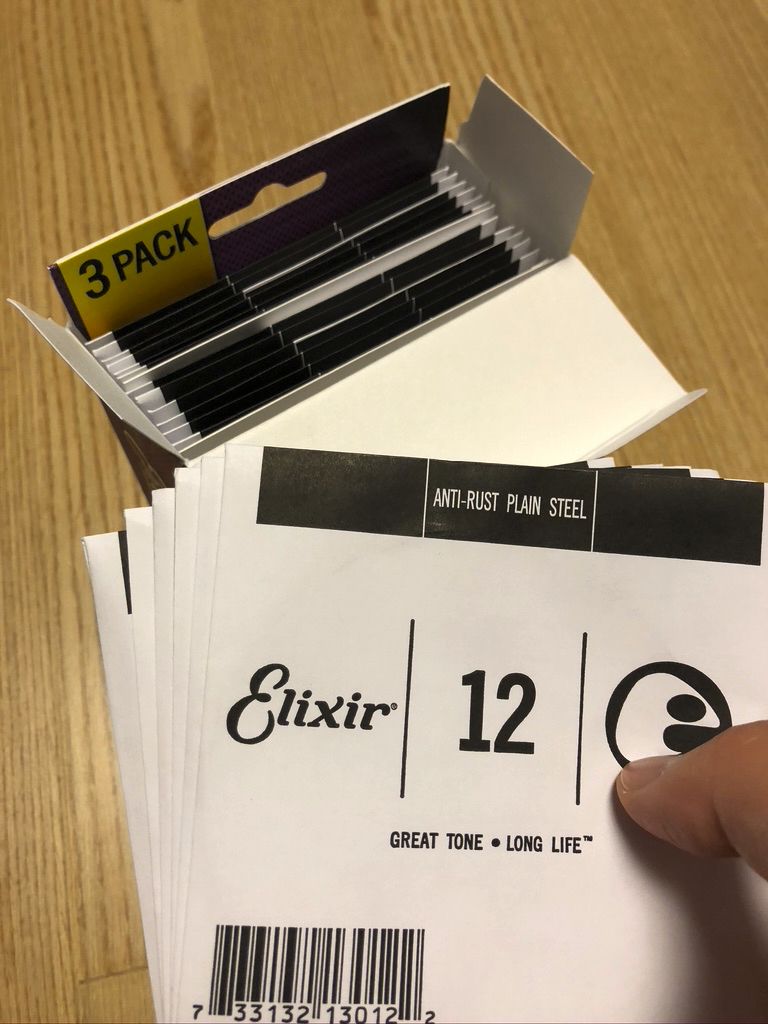 3 PACK
ANTI-RUST PLAIN STEEL
Elixir®
12
GREAT TONE • LONG LIFE™
7 33132 13012 2